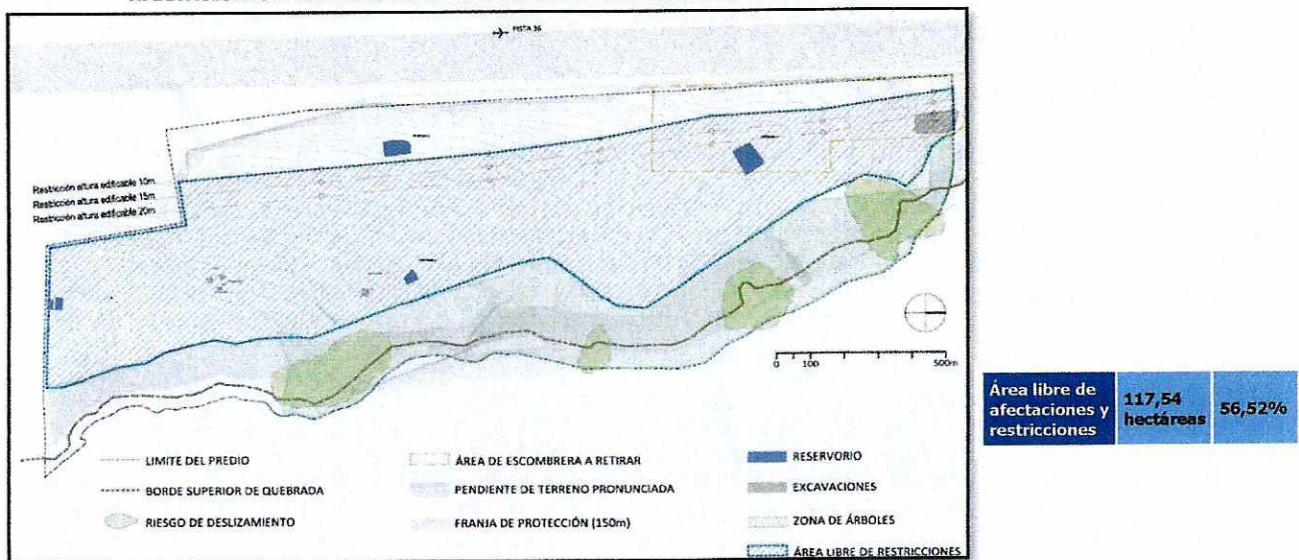 PISTA 36
Restricción altura edificable 10m
Restricción altura edificable 15m
Restricción altura edificable 20m
0 100 500m
LIMITE DEL PREDIO
BORDE SUPERIOR DE QUEBRADA
RIESGO DE DESLIZAMIENTO
ÁREA DE ESCOMBRERA A RETIRAR
PENDIENTE DE TERRENO PRONUNCIADA
FRANJA DE PROTECCIÓN (150m)
RESERVORIO
EXCAVACIONES
ZONA DE ÁRBOLES
ÁREA LIBRE DE RESTRICCIONES
Área libre de
afectaciones y
restricciones
117,54
hectáreas
56,52%